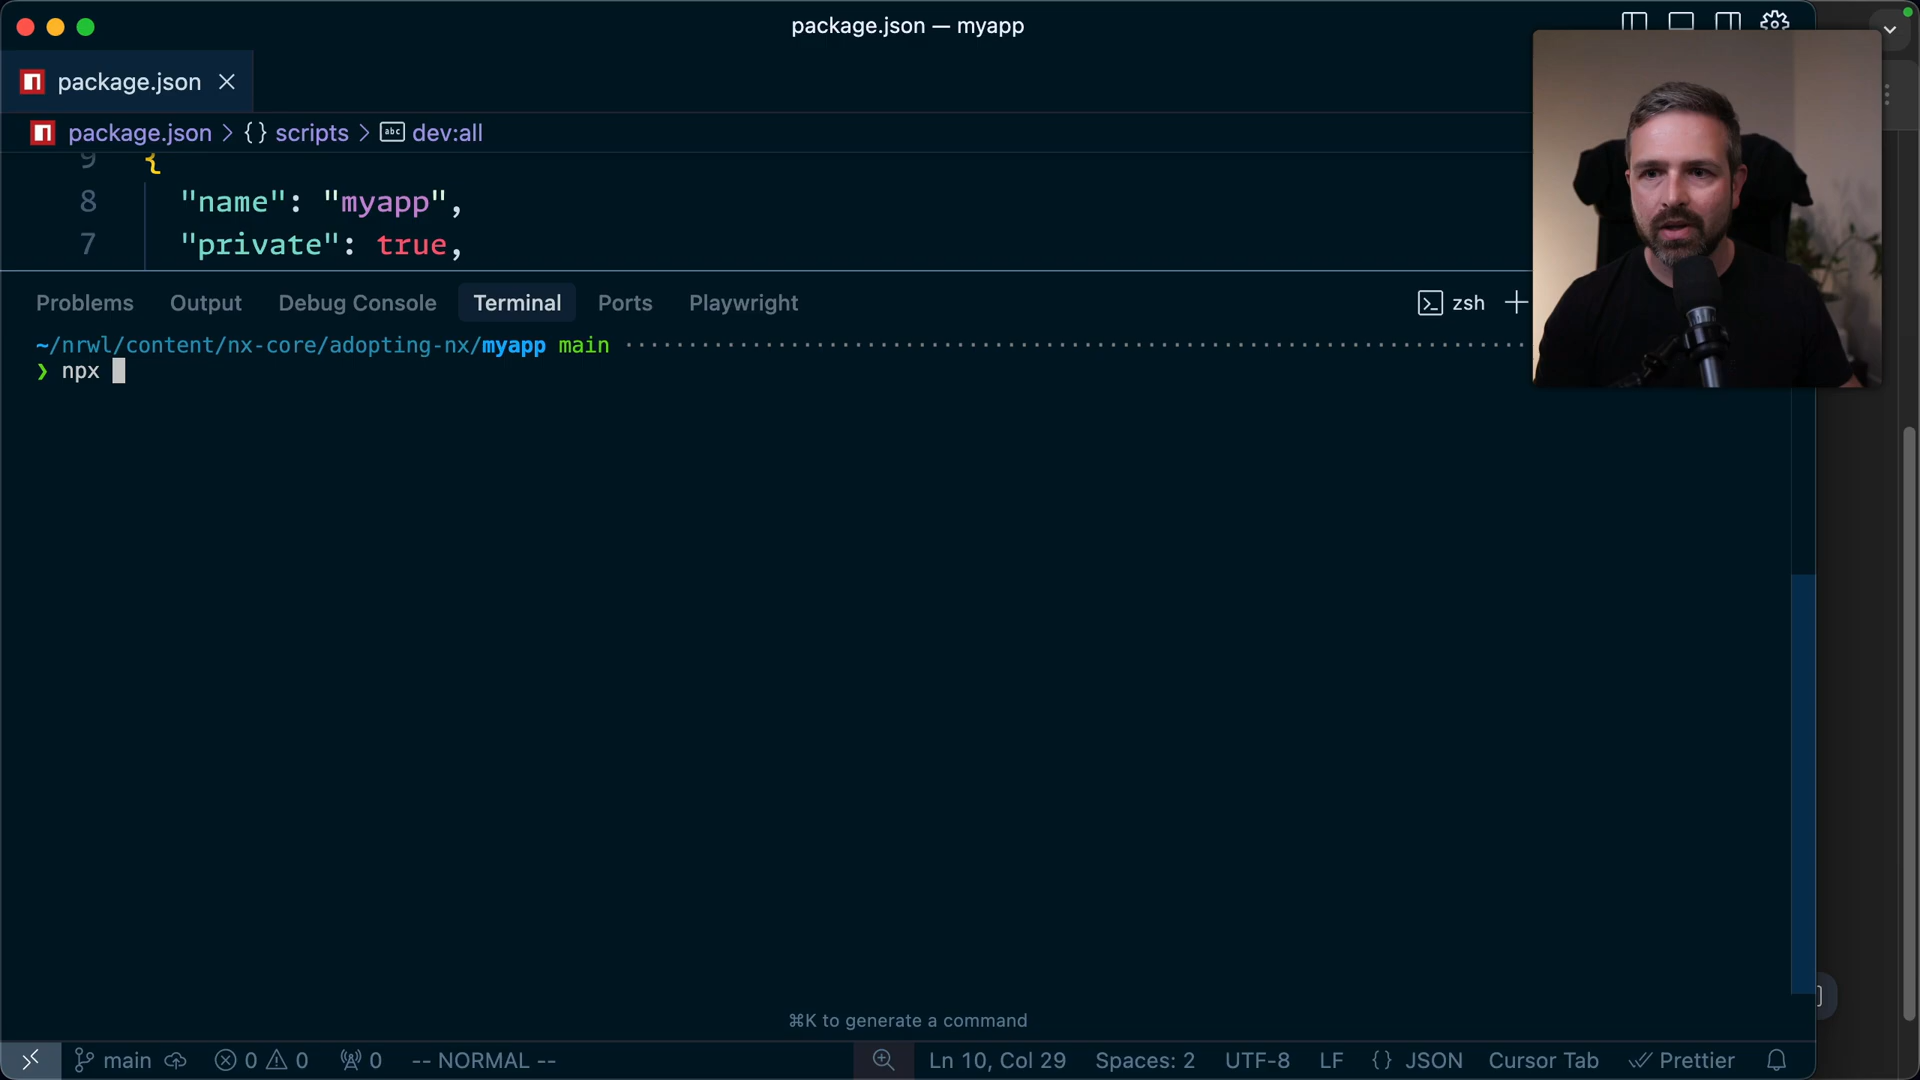 package.json — myapp
package.json
package.json > {} scripts > abc dev:all
9 {
8 "name": "myapp",
7 "private": true,
Problems Output Debug Console Terminal Ports Playwright zsh
~/nrwl/content/nx-core/adopting-nx/myapp main
❯ npx
⌘K to generate a command
main 0 0 0 -- NORMAL -- Ln 10, Col 29 Spaces: 2 UTF-8 LF {} JSON Cursor Tab Prettier